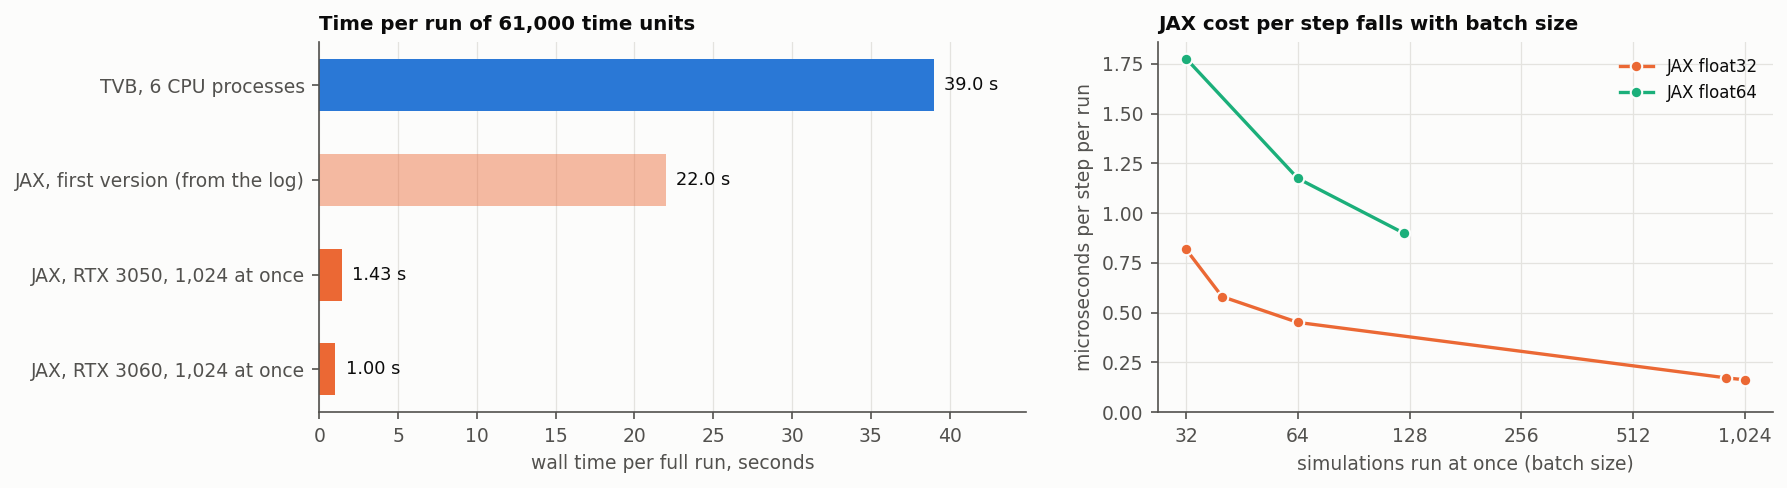 Time per run of 61,000 time units
TVB, 6 CPU processes
39.0 s
JAX, first version (from the log)
22.0 s
JAX, RTX 3050, 1,024 at once
1.43 s
JAX, RTX 3060, 1,024 at once
1.00 s
0 5 10 15 20 25 30 35 40
wall time per full run, seconds
JAX cost per step falls with batch size
JAX float32
JAX float64
microseconds per step per run
1.75
1.50
1.25
1.00
0.75
0.50
0.25
0.00
32 64 128 256 512 1,024
simulations run at once (batch size)